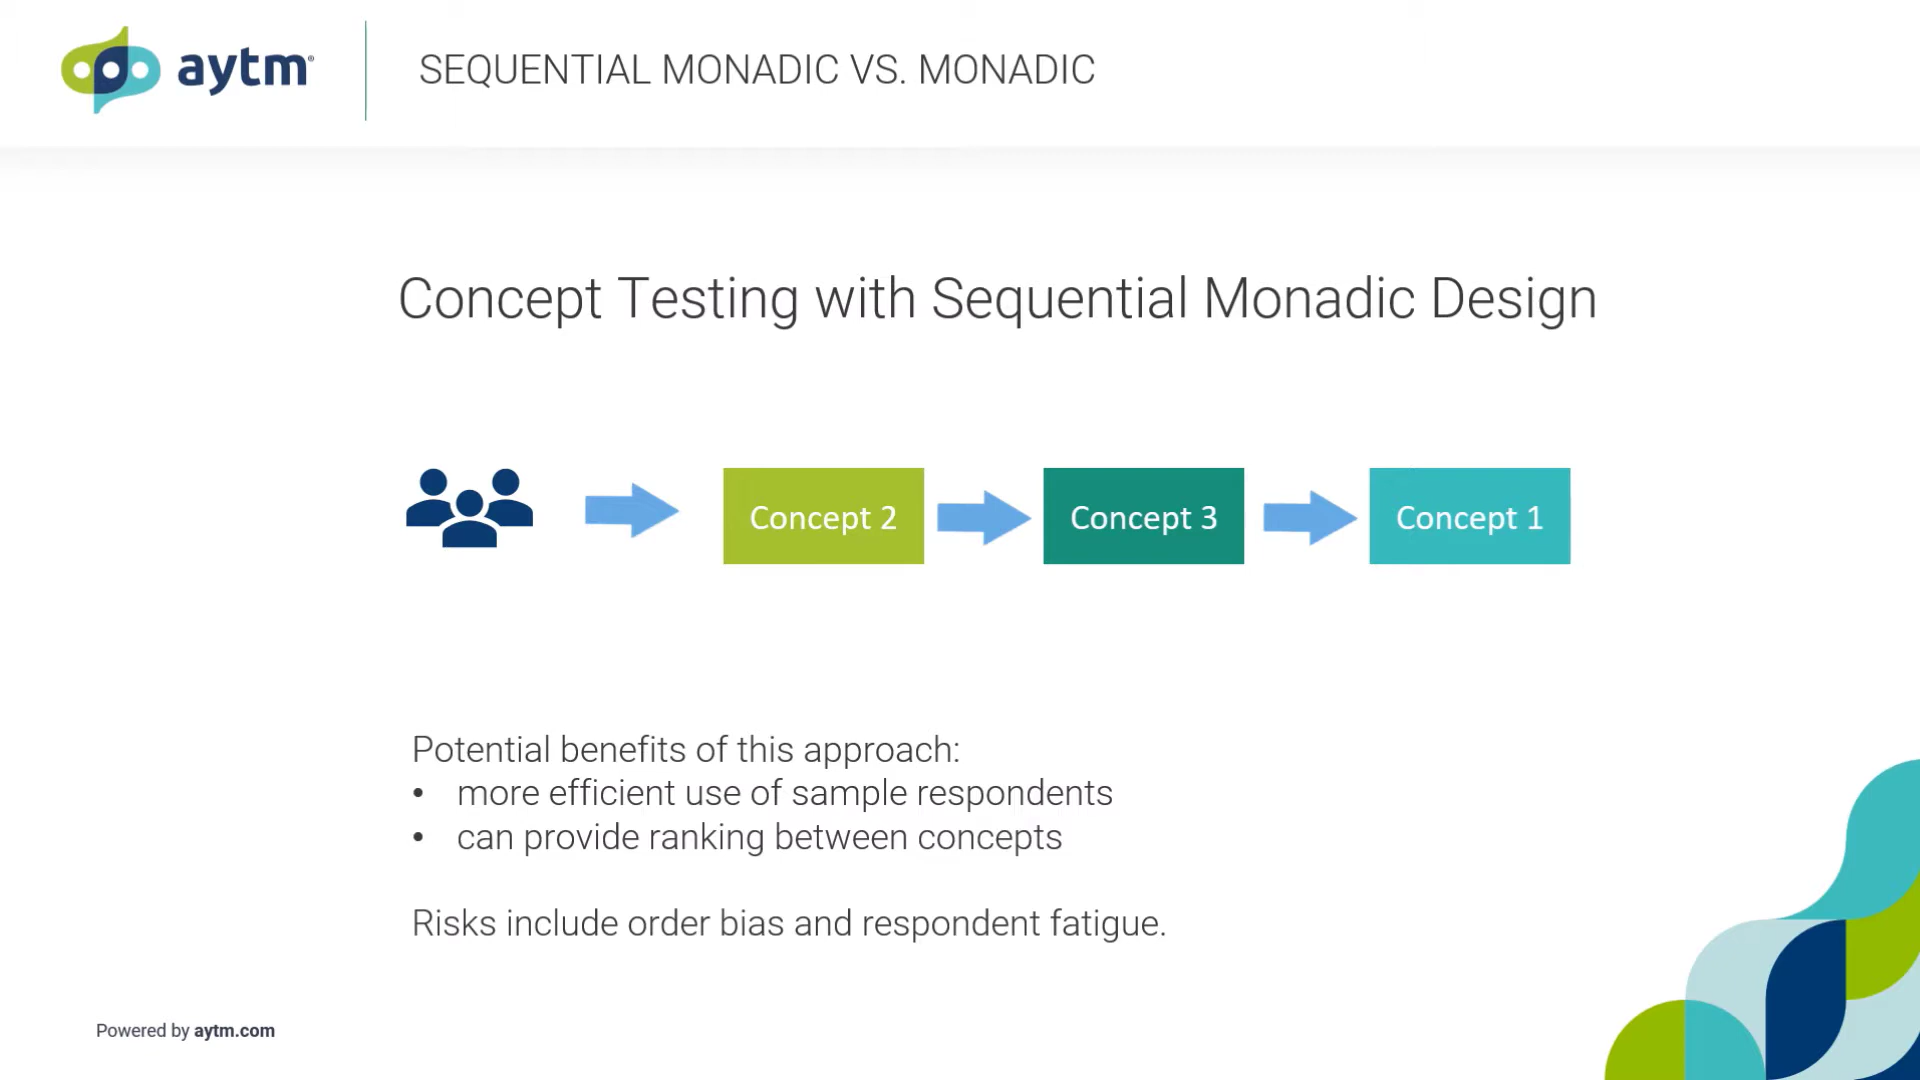 aytm®
SEQUENTIAL MONADIC VS. MONADIC
Concept Testing with Sequential Monadic Design
Concept 2
Concept 3
Concept 1
Potential benefits of this approach:
• more efficient use of sample respondents
• can provide ranking between concepts
Risks include order bias and respondent fatigue.
Powered by aytm.com